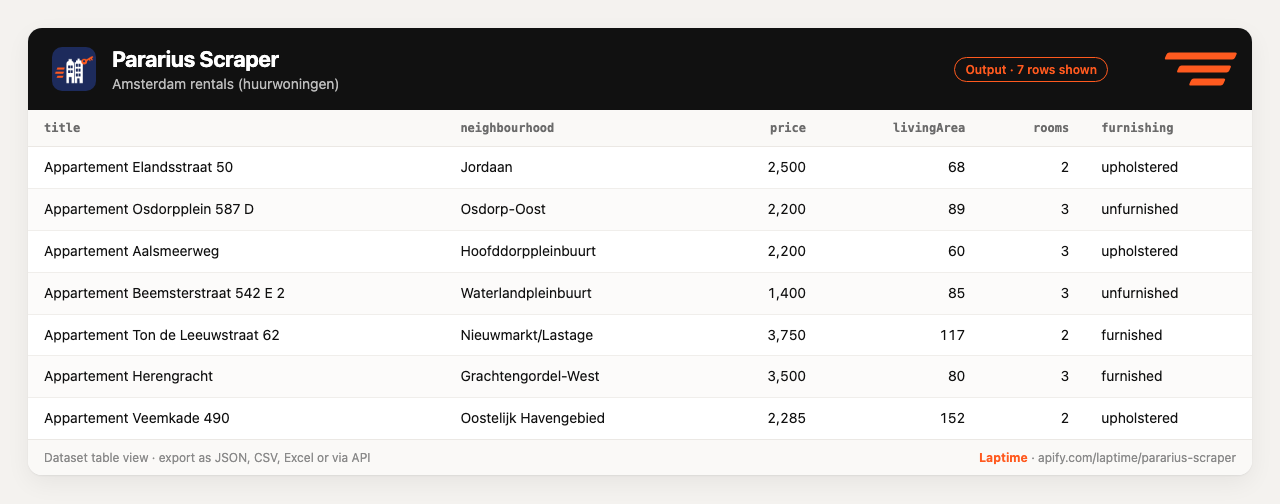 Pararius Scraper
Amsterdam rentals (huurwoningen)
Output · 7 rows shown
title neighbourhood price livingArea rooms furnishing
Appartement Elandsstraat 50 Jordaan 2,500 68 2 upholstered
Appartement Osdorpplein 587 D Osdorp-Oost 2,200 89 3 unfurnished
Appartement Aalsmeerweg Hoofddorppleinbuurt 2,200 60 3 upholstered
Appartement Beemsterstraat 542 E 2 Waterlandpleinbuurt 1,400 85 3 unfurnished
Appartement Ton de Leeuwstraat 62 Nieuwmarkt/Lastage 3,750 117 2 furnished
Appartement Herengracht Grachtengordel-West 3,500 80 3 furnished
Appartement Veemkade 490 Oostelijk Havengebied 2,285 152 2 upholstered
Dataset table view · export as JSON, CSV, Excel or via API
Laptime · apify.com/laptime/pararius-scraper